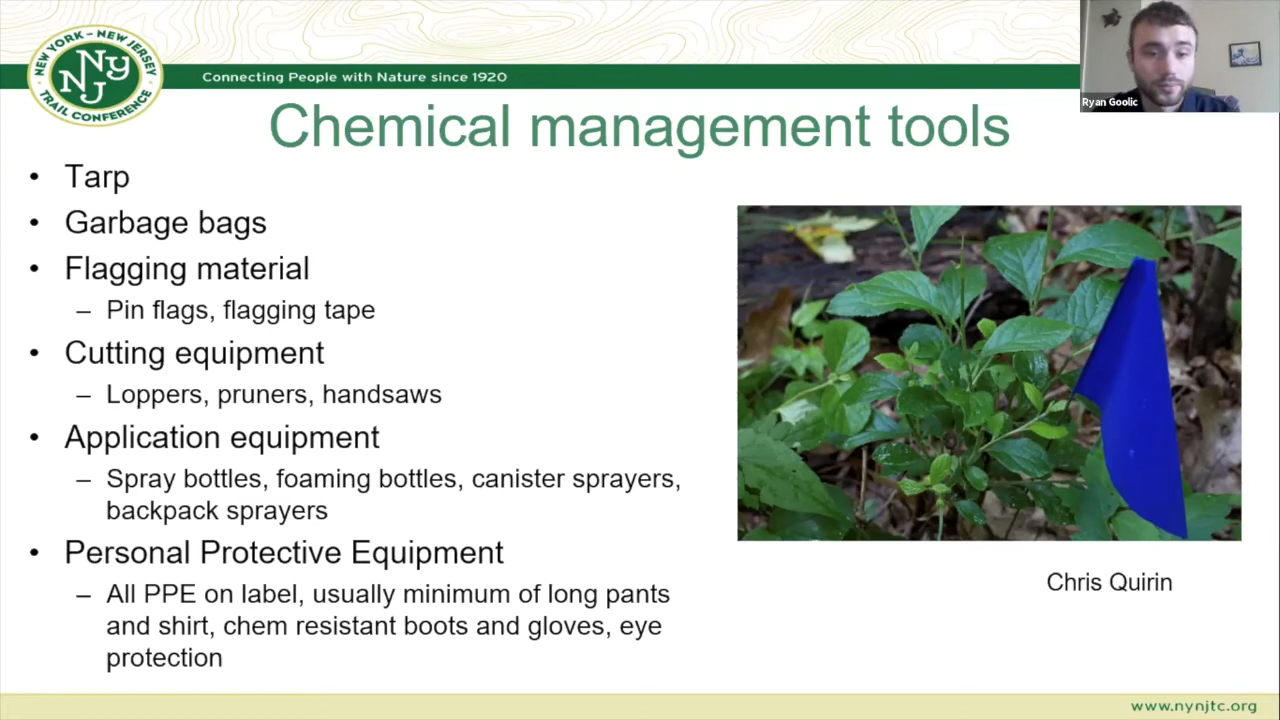 NEW YORK – NEW JERSEY
NY
NJ
TRAIL CONFERENCE
Connecting People with Nature since 1920
Ryan Goolic
Chemical management tools
• Tarp
• Garbage bags
• Flagging material
– Pin flags, flagging tape
• Cutting equipment
– Loppers, pruners, handsaws
• Application equipment
– Spray bottles, foaming bottles, canister sprayers,
backpack sprayers
• Personal Protective Equipment
– All PPE on label, usually minimum of long pants
and shirt, chem resistant boots and gloves, eye
protection
Chris Quirin
www.nynjtc.org